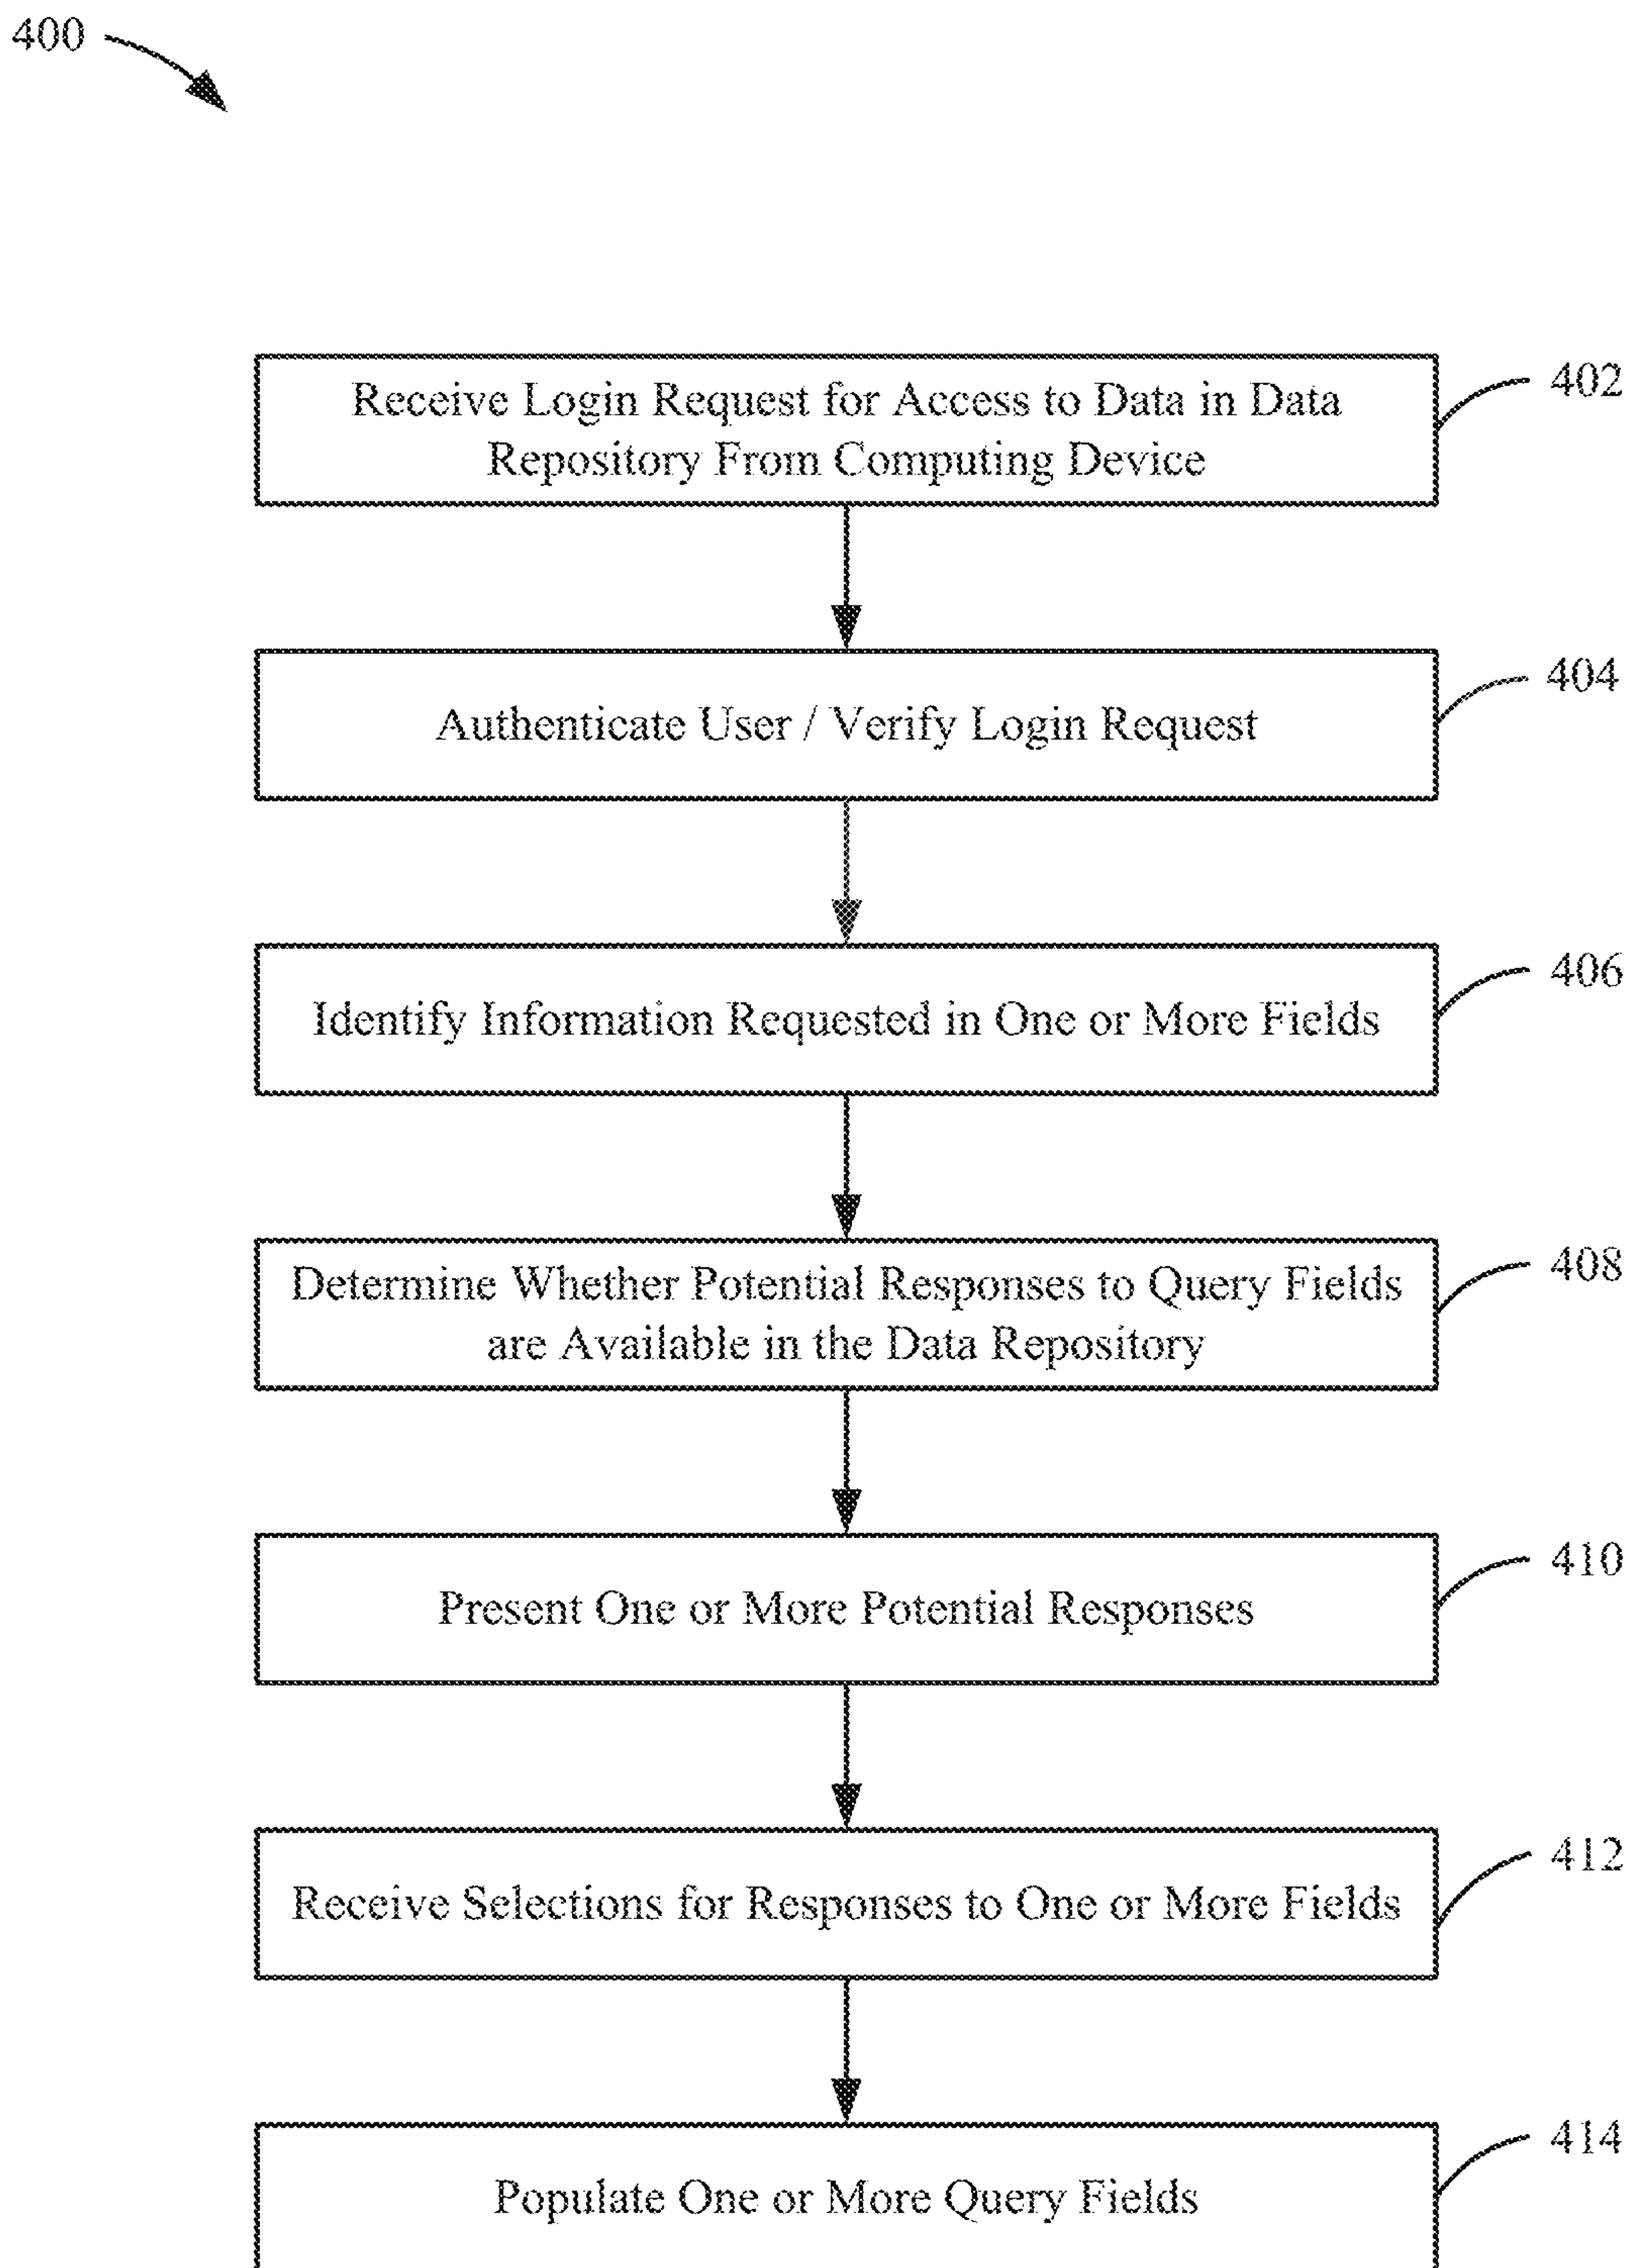 400
Receive Login Request for Access to Data in Data
Repository From Computing Device
402
Authenticate User / Verify Login Request
404
Identify Information Requested in One or More Fields
406
Determine Whether Potential Responses to Query Fields
are Available in the Data Repository
408
Present One or More Potential Responses
410
Receive Selections for Responses to One or More Fields
412
Populate One or More Query Fields
414